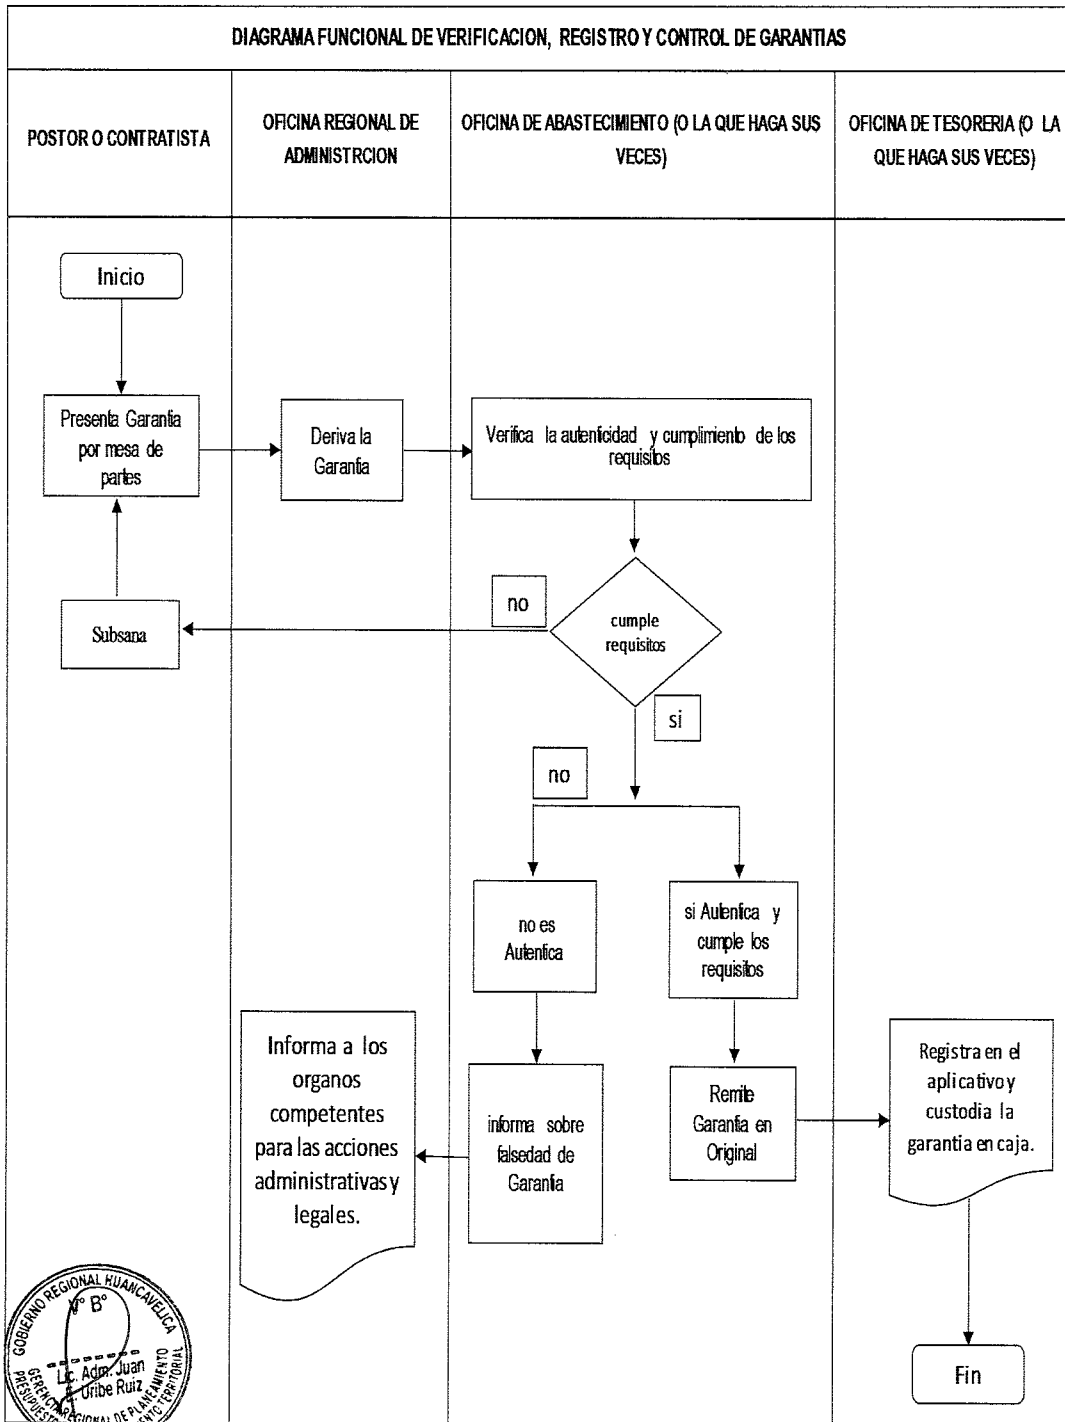 DIAGRAMA FUNCIONAL DE VERIFICACION, REGISTRO Y CONTROL DE GARANTIAS
POSTOR O CONTRATISTA
OFICINA REGIONAL DE
ADMINISTRCION
OFICINA DE ABASTECIMIENTO (O LA QUE HAGA SUS
VECES)
OFICINA DE TESORERIA (O LA
QUE HAGA SUS VECES)
Inicio
Presenta Garantia
por mesa de
partes
Deriva la
Garantia
Verifica la autenticidad y cumplimiento de los
requisitos
no
cumple
requisitos
Subsana
si
no
no es
Autentica
si Autentica y
cumple los
requisitos
Informa a los
organos
competentes
para las acciones
administrativas y
legales.
informa sobre
falsedad de
Garantia
Remite
Garantia en
Original
Registra en el
aplicativo y
custodia la
garantia en caja.
Fin
GOBIERNO REGIONAL HUANCAVELICA
V° B°
Lic. Adm. Juan
Uribe Ruiz
GERENCIA REGIONAL DE PLANEAMIENTO